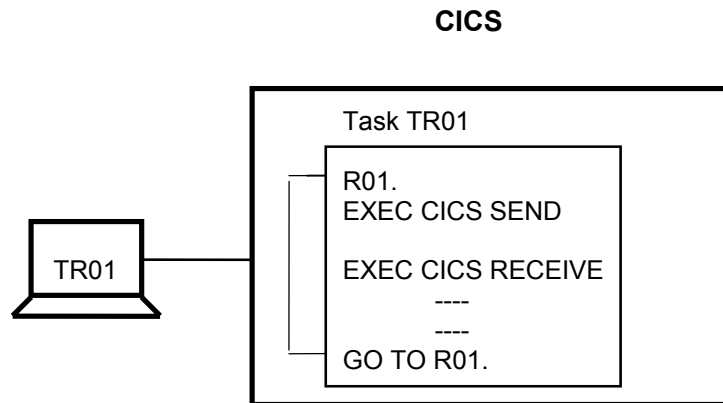 CICS
Task TR01
R01.
EXEC CICS SEND
TR01
EXEC CICS RECEIVE
----
----
GO TO R01.